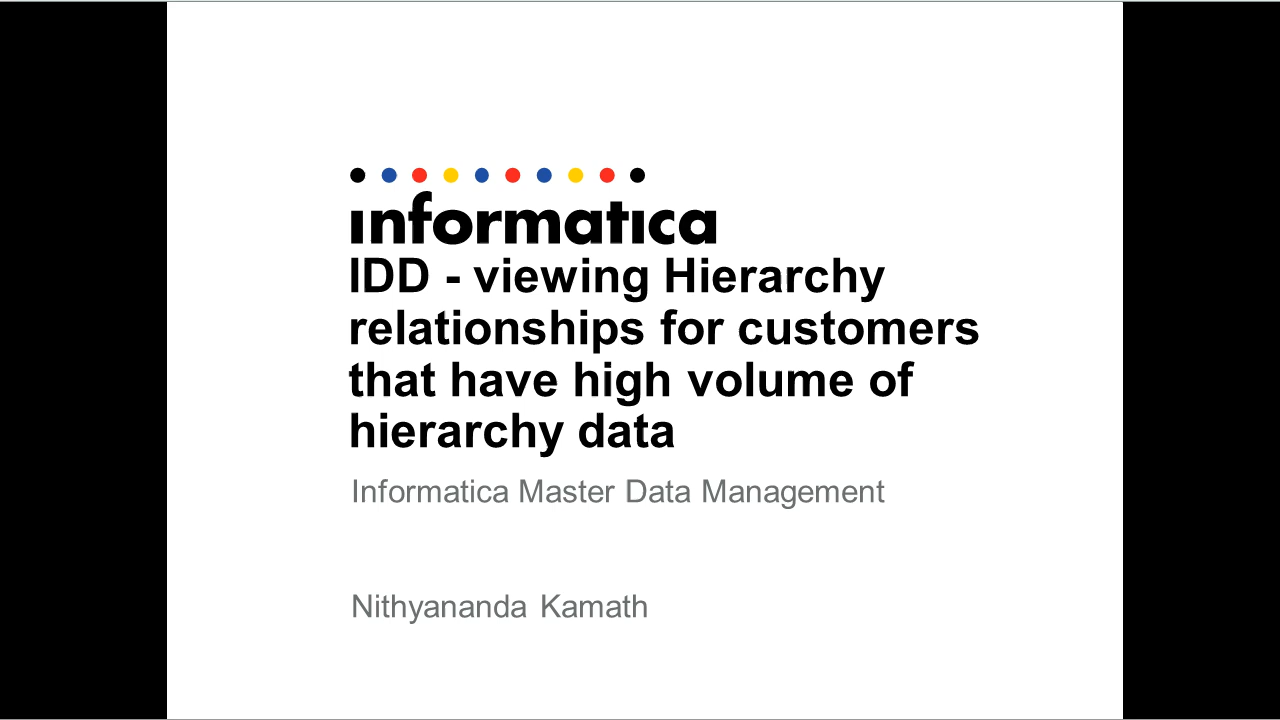 informatica
IDD - viewing Hierarchy
relationships for customers
that have high volume of
hierarchy data
Informatica Master Data Management
Nithyananda Kamath